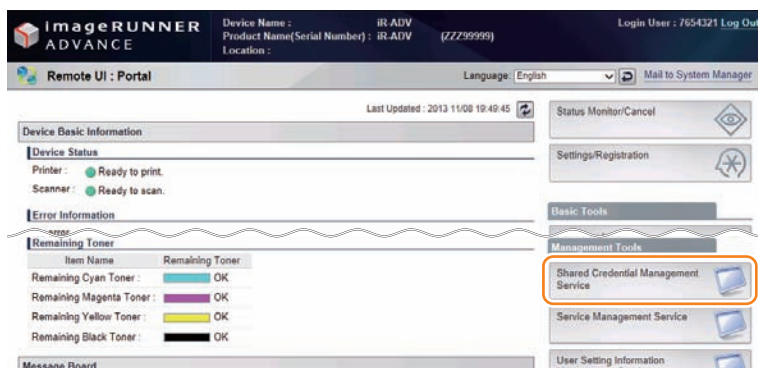 imageRUNNER
ADVANCE
Device Name : iR-ADV
Product Name(Serial Number) : iR-ADV (ZZZ99999)
Location :
Login User : 7654321 Log Out
Remote UI : Portal
Language: English
Mail to System Manager
Last Updated : 2013 11/08 19:49:45
Device Basic Information
Device Status
Printer : Ready to print.
Scanner : Ready to scan.
Error Information
Remaining Toner
Item Name Remaining Toner
Remaining Cyan Toner : OK
Remaining Magenta Toner : OK
Remaining Yellow Toner : OK
Remaining Black Toner : OK
Message Board
Status Monitor/Cancel
Settings/Registration
Basic Tools
Management Tools
Shared Credential Management
Service
Service Management Service
User Setting Information